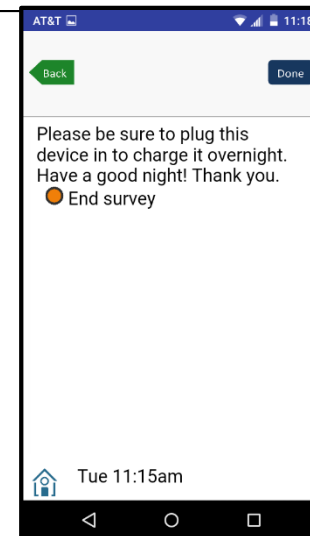 AT&T 11:18
Back Done
Please be sure to plug this
device in to charge it overnight.
Have a good night! Thank you.
End survey
Tue 11:15am